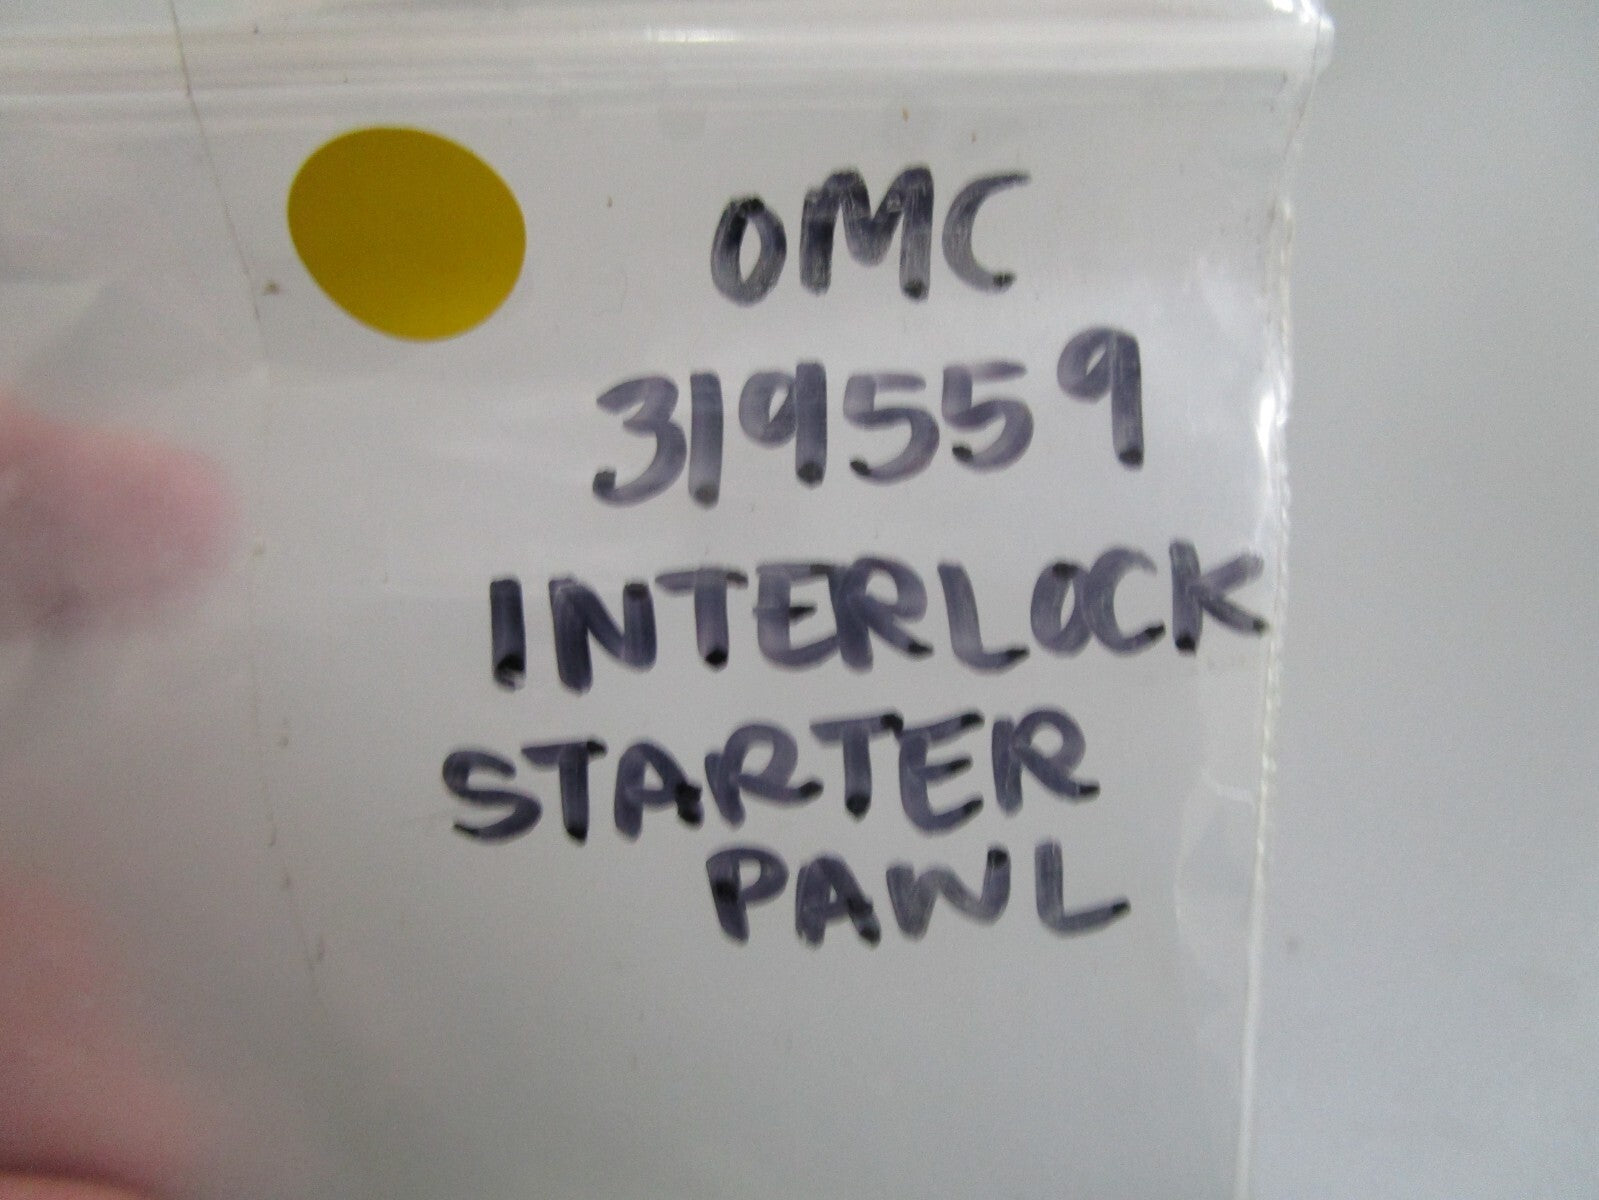 OMC
319559
INTERLOCK
STARTER
PAWL